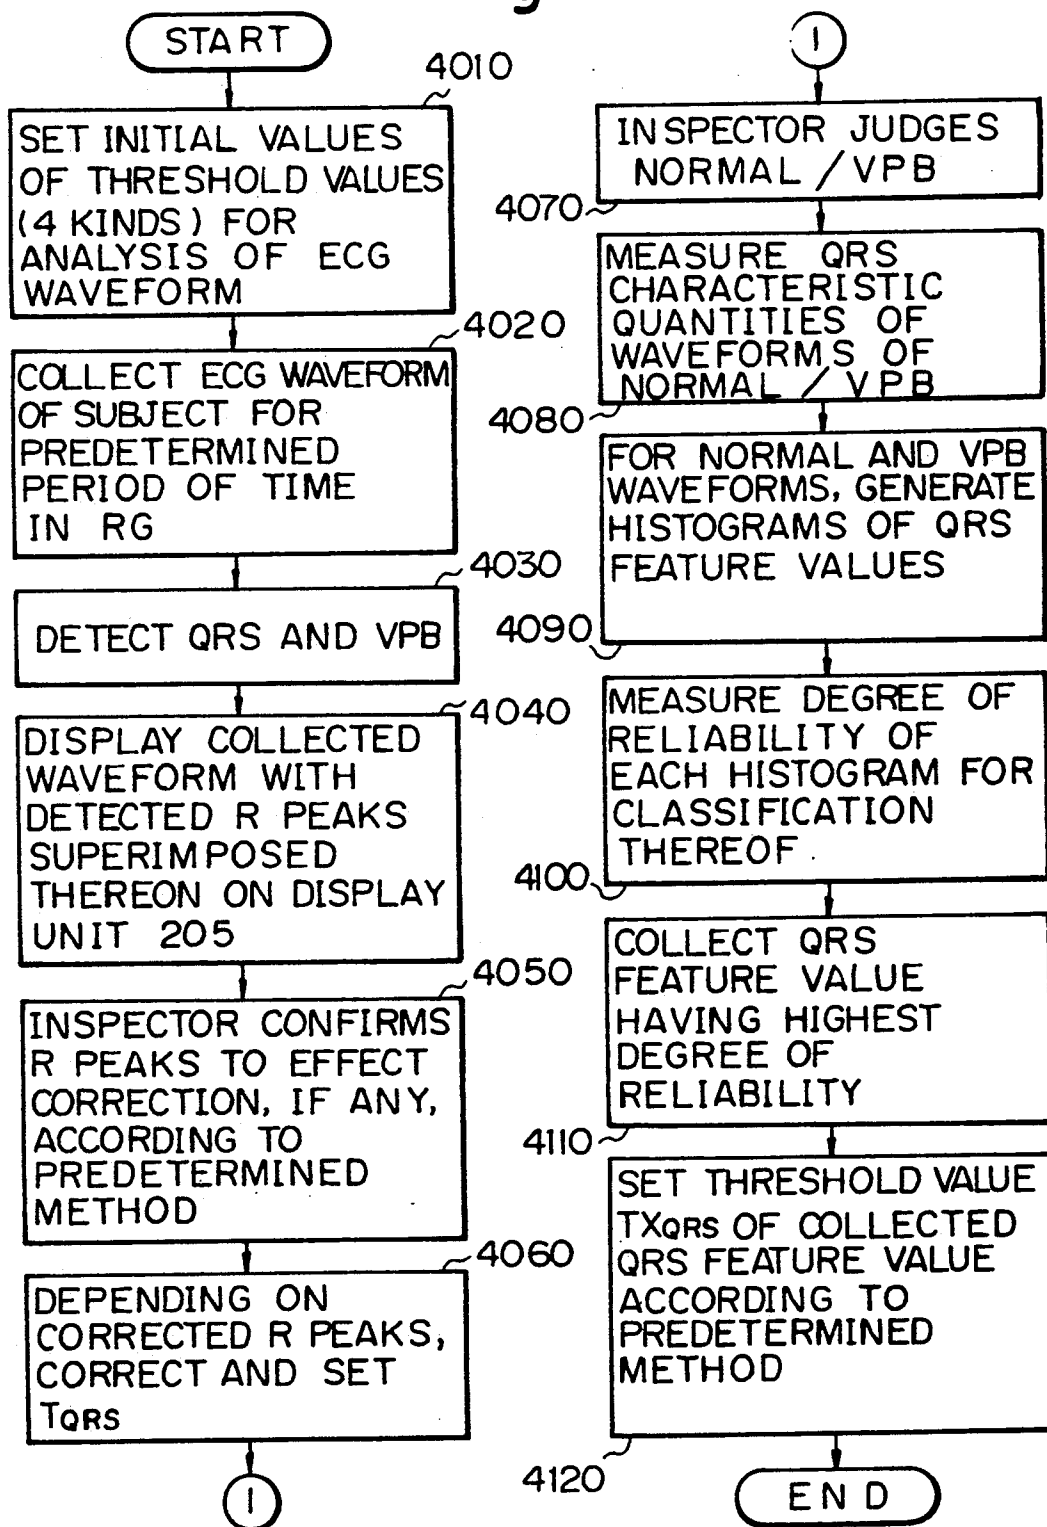 START
4010
SET INITIAL VALUES
OF THRESHOLD VALUES
(4 KINDS) FOR
ANALYSIS OF ECG
WAVEFORM
4020
COLLECT ECG WAVEFORM
OF SUBJECT FOR
PREDETERMINED
PERIOD OF TIME
IN RG
4030
DETECT QRS AND VPB
4040
DISPLAY COLLECTED
WAVEFORM WITH
DETECTED R PEAKS
SUPERIMPOSED
THEREON ON DISPLAY
UNIT 205
4050
INSPECTOR CONFIRMS
R PEAKS TO EFFECT
CORRECTION, IF ANY,
ACCORDING TO
PREDETERMINED
METHOD
4060
DEPENDING ON
CORRECTED R PEAKS,
CORRECT AND SET
TQRS
1
1
INSPECTOR JUDGES
NORMAL / VPB
4070
MEASURE QRS
CHARACTERISTIC
QUANTITIES OF
WAVEFORMS OF
NORMAL / VPB
4080
FOR NORMAL AND VPB
WAVEFORMS, GENERATE
HISTOGRAMS OF QRS
FEATURE VALUES
4090
MEASURE DEGREE OF
RELIABILITY OF
EACH HISTOGRAM FOR
CLASSIFICATION
THEREOF
4100
COLLECT QRS
FEATURE VALUE
HAVING HIGHEST
DEGREE OF
RELIABILITY
4110
SET THRESHOLD VALUE
TXQRS OF COLLECTED
QRS FEATURE VALUE
ACCORDING TO
PREDETERMINED
METHOD
4120
END